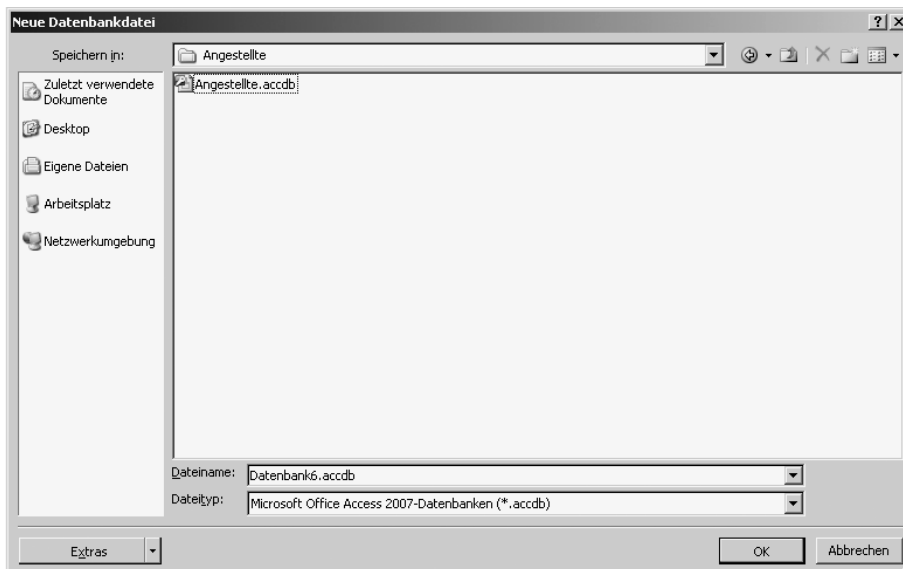 Neue Datenbankdatei
Speichern in:
Angestellte
Zuletzt verwendete
Dokumente
Desktop
Eigene Dateien
Arbeitsplatz
Netzwerkumgebung
Angestellte.accdb
Dateiname:
Datenbank6.accdb
Dateityp:
Microsoft Office Access 2007-Datenbanken (*.accdb)
Extras
OK
Abbrechen